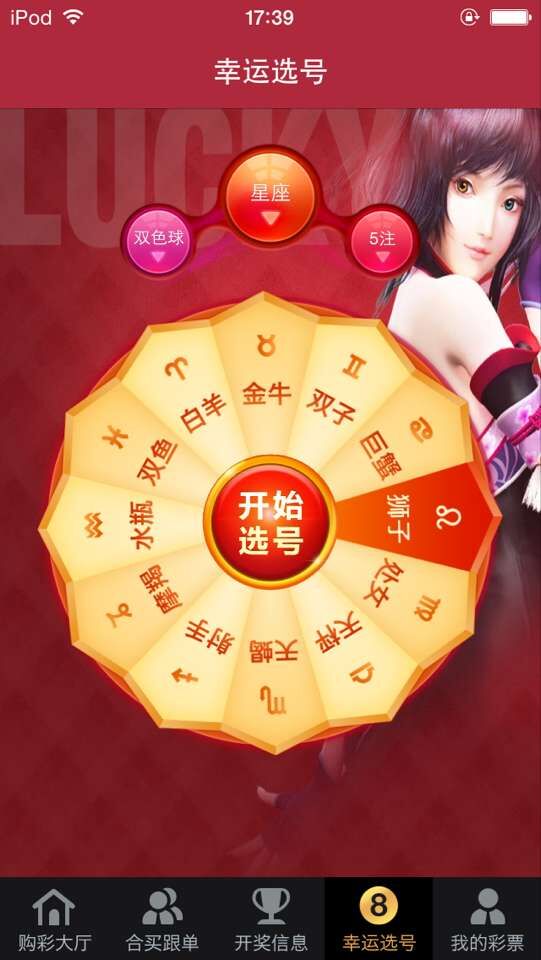 iPod 17:39
幸运选号
LUCKY
星座
双色球
5注
金牛
双子
巨蟹
狮子
处女
天秤
天蝎
射手
摩羯
水瓶
双鱼
白羊
开始
选号
8
购彩大厅 合买跟单 开奖信息 幸运选号 我的彩票